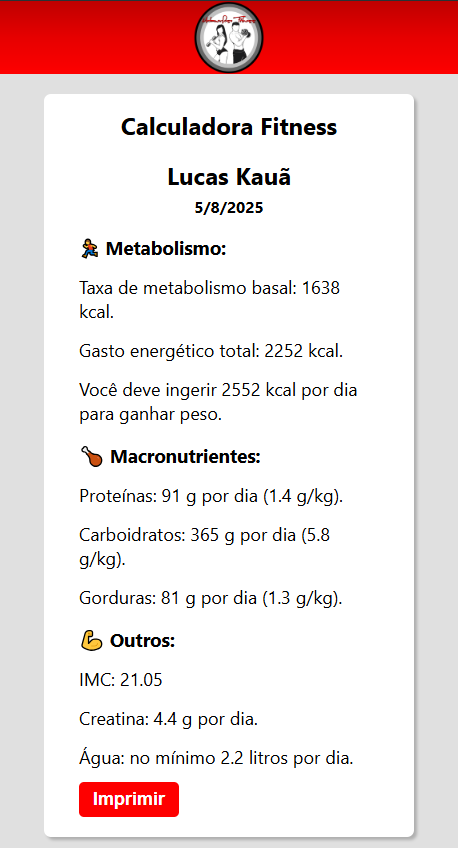 Calculadora Fitness
Lucas Kauã
5/8/2025
Metabolismo:
Taxa de metabolismo basal: 1638
kcal.
Gasto energético total: 2252 kcal.
Você deve ingerir 2552 kcal por dia
para ganhar peso.
Macronutrientes:
Proteínas: 91 g por dia (1.4 g/kg).
Carboidratos: 365 g por dia (5.8
g/kg).
Gorduras: 81 g por dia (1.3 g/kg).
Outros:
IMC: 21.05
Creatina: 4.4 g por dia.
Água: no mínimo 2.2 litros por dia.
Imprimir